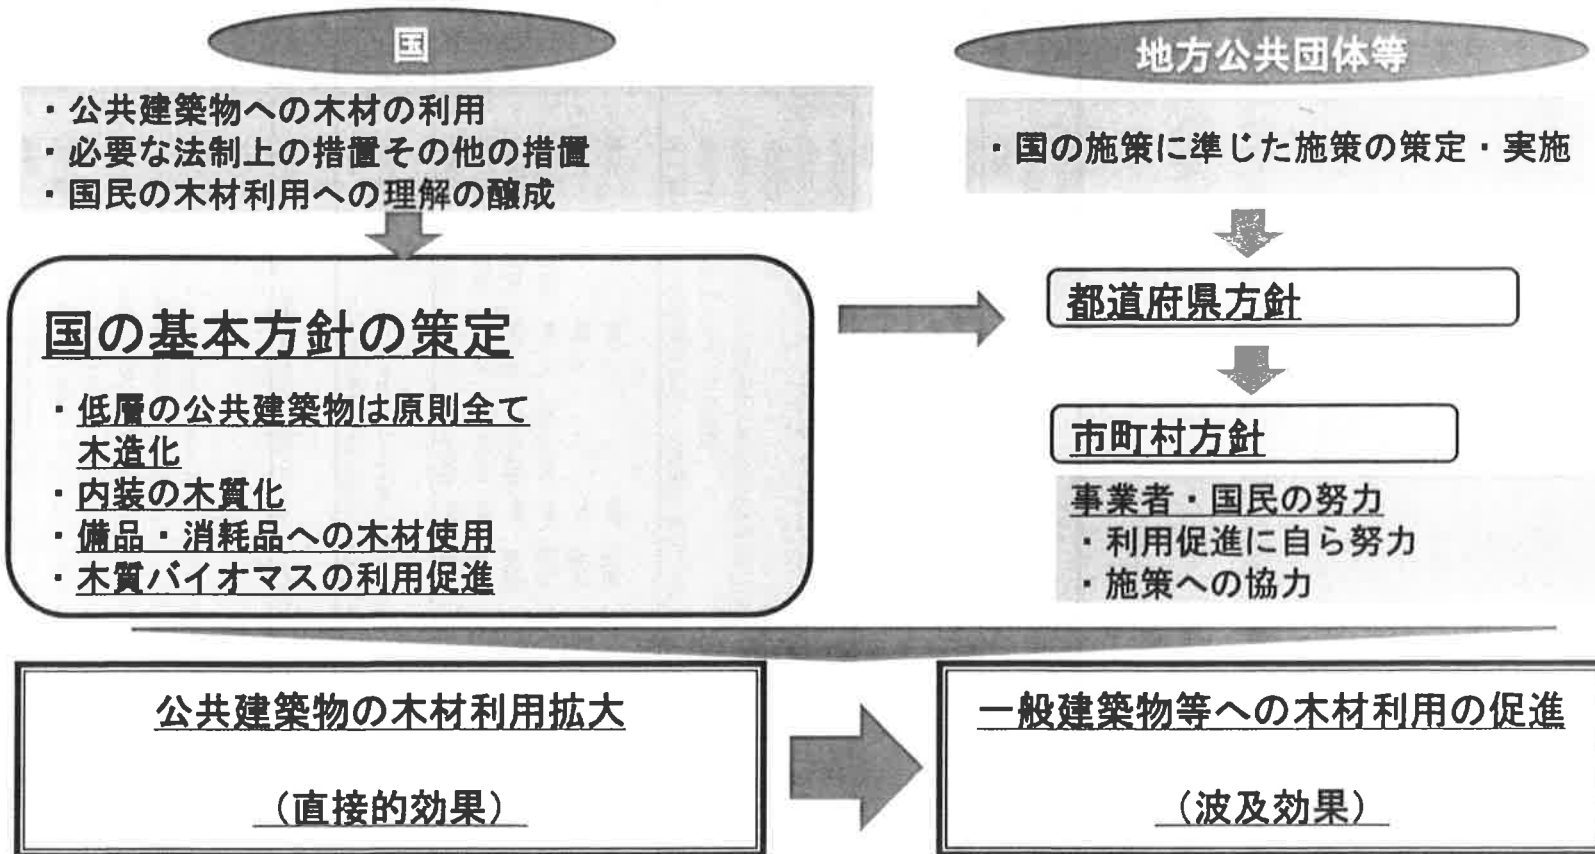 国
・公共建築物への木材の利用
・必要な法制上の措置その他の措置
・国民の木材利用への理解の醸成
国の基本方針の策定
・低層の公共建築物は原則全て
木造化
・内装の木質化
・備品・消耗品への木材使用
・木質バイオマスの利用促進
地方公共団体等
・国の施策に準じた施策の策定・実施
都道府県方針
市町村方針
事業者・国民の努力
・利用促進に自ら努力
・施策への協力
公共建築物の木材利用拡大
（直接的効果）
一般建築物等への木材利用の促進
（波及効果）